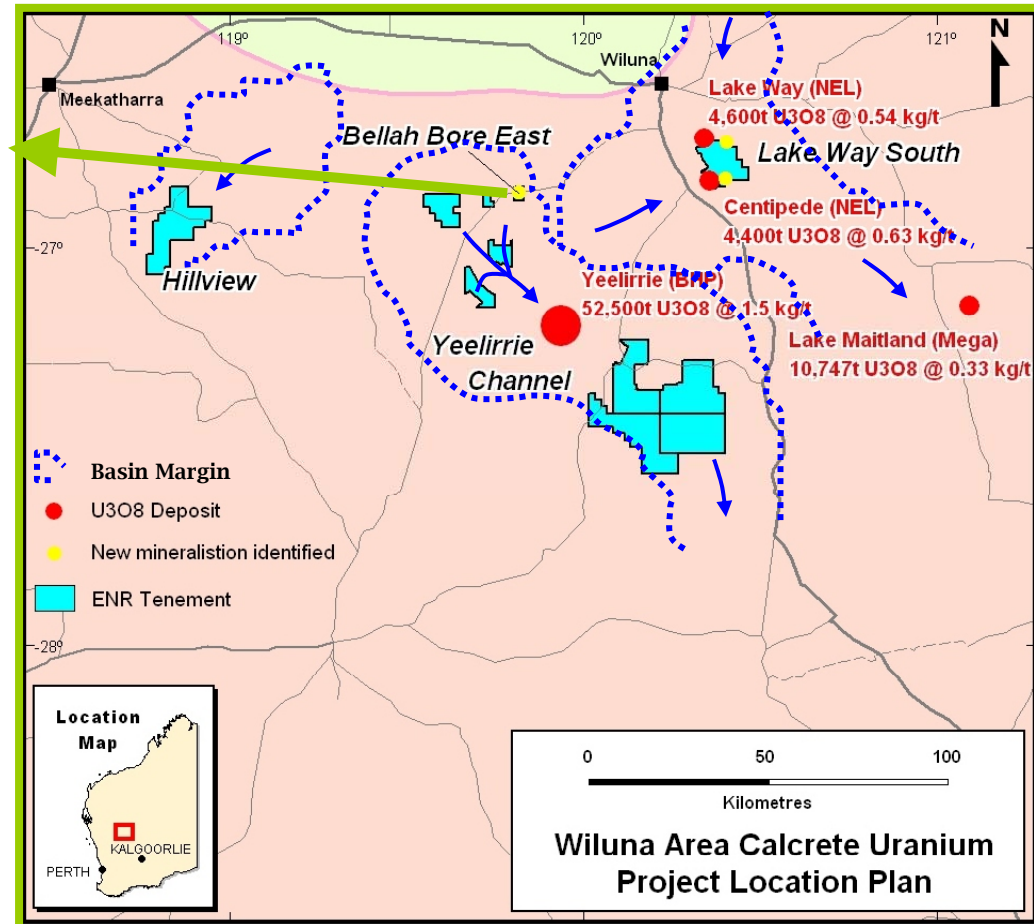 119º
120º
121º
N
Wiluna
Meekatharra
Lake Way (NEL)
4,600t U3O8 @ 0.54 kg/t
Bellah Bore East
Lake Way South
Centipede (NEL)
4,400t U3O8 @ 0.63 kg/t
-27º
Hillview
Yeelirrie (BHP)
52,500t U3O8 @ 1.5 kg/t
Yeelirrie
Channel
Lake Maitland (Mega)
10,747t U3O8 @ 0.33 kg/t
Basin Margin
U3O8 Deposit
New mineralistion identified
ENR Tenement
-28º
Location
Map
KALGOORLIE
PERTH
0
50
100
Kilometres
Wiluna Area Calcrete Uranium
Project Location Plan